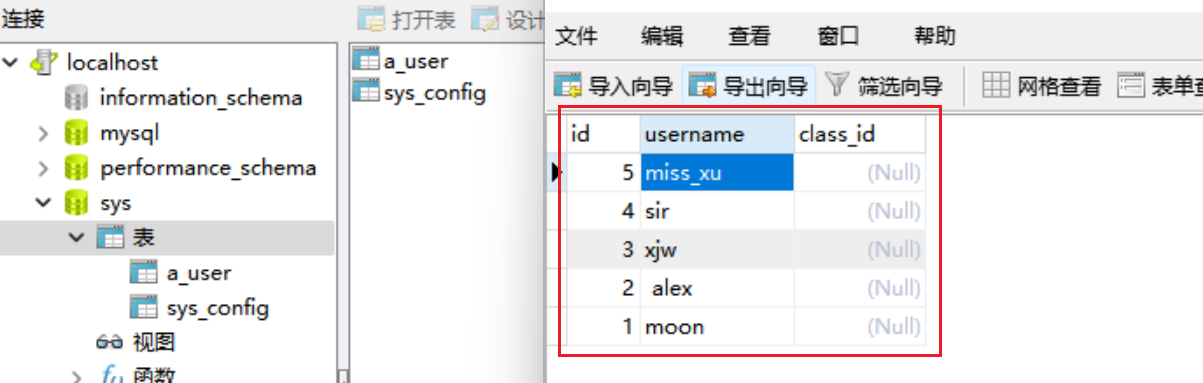 连接
localhost
information_schema
mysql
performance_schema
sys
表
a_user
sys_config
视图
函数
打开表 设计
a_user
sys_config
文件 编辑 查看 窗口 帮助
导入向导 导出向导 筛选向导 网格查看 表单查
id username class_id
5 miss_xu (Null)
4 sir (Null)
3 xjw (Null)
2 alex (Null)
1 moon (Null)